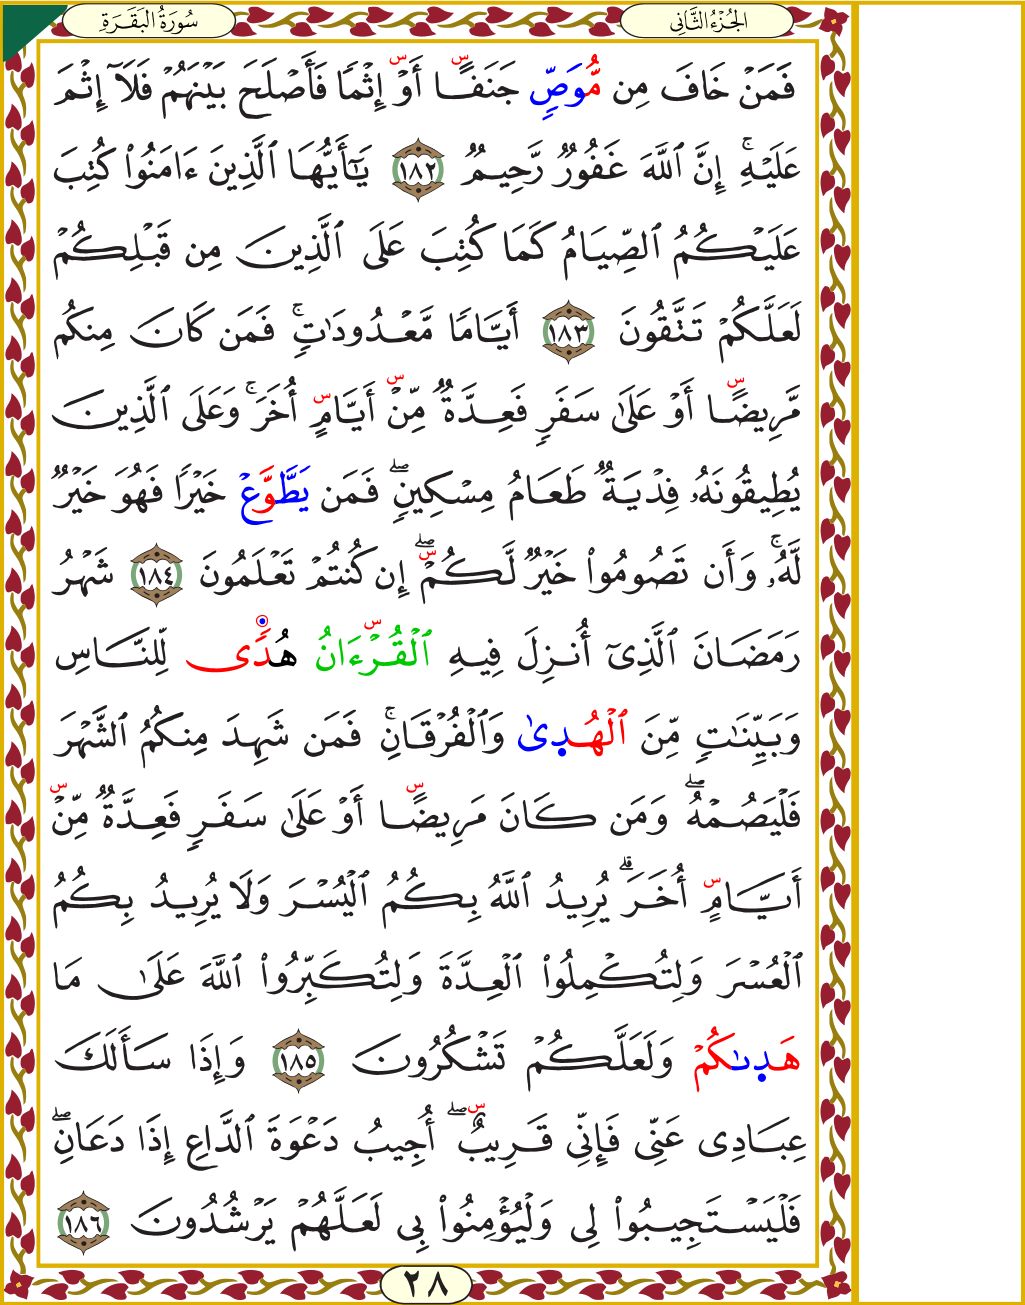 الجُزْءُ الثَّانِي
سُورَةُ البَقَرَةِ
فَمَنْ خَافَ مِن مُّوَصٍّ جَنَفًا أَوْ إِثْمًا فَأَصْلَحَ بَيْنَهُمْ فَلَآ إِثْمَ
عَلَيْهِۚ إِنَّ ٱللَّهَ غَفُورٌ رَّحِيمٌ ١٨٢ يَٰٓأَيُّهَا ٱلَّذِينَ ءَامَنُوا۟ كُتِبَ
عَلَيْكُمُ ٱلصِّيَامُ كَمَا كُتِبَ عَلَى ٱلَّذِينَ مِن قَبْلِكُمْ
لَعَلَّكُمْ تَتَّقُونَ ١٨٣ أَيَّامًا مَّعْدُودَٰتٍۚ فَمَن كَانَ مِنكُم
مَّرِيضًا أَوْ عَلَىٰ سَفَرٍ فَعِدَّةٌ مِّنْ أَيَّامٍ أُخَرَۚ وَعَلَى ٱلَّذِينَ
يُطِيقُونَهُۥ فِدْيَةٌ طَعَامُ مِسْكِينٍۖ فَمَن يَطَّوَّعْ خَيْرًا فَهُوَ خَيْرٌ
لَّهُۥۚ وَأَن تَصُومُوا۟ خَيْرٌ لَّكُمْۖ إِن كُنتُمْ تَعْلَمُونَ ١٨٤ شَهْرُ
رَمَضَانَ ٱلَّذِىٓ أُنزِلَ فِيهِ ٱلْقُرْءَانُ هُدًى لِّلنَّاسِ
وَبَيِّنَٰتٍ مِّنَ ٱلْهُدِىٰ وَٱلْفُرْقَانِۚ فَمَن شَهِدَ مِنكُمُ ٱلشَّهْرَ
فَلْيَصُمْهُۖ وَمَن كَانَ مَرِيضًا أَوْ عَلَىٰ سَفَرٍ فَعِدَّةٌ مِّنْ
أَيَّامٍ أُخَرَۗ يُرِيدُ ٱللَّهُ بِكُمُ ٱلْيُسْرَ وَلَا يُرِيدُ بِكُمُ
ٱلْعُسْرَ وَلِتُكْمِلُوا۟ ٱلْعِدَّةَ وَلِتُكَبِّرُوا۟ ٱللَّهَ عَلَىٰ مَا
هَدِىٰكُمْ وَلَعَلَّكُمْ تَشْكُرُونَ ١٨٥ وَإِذَا سَأَلَكَ
عِبَادِى عَنِّى فَإِنِّى قَرِيبٌۖ أُجِيبُ دَعْوَةَ ٱلدَّاعِ إِذَا دَعَانِۖ
فَلْيَسْتَجِيبُوا۟ لِى وَلْيُؤْمِنُوا۟ بِى لَعَلَّهُمْ يَرْشُدُونَ ١٨٦
٢٨